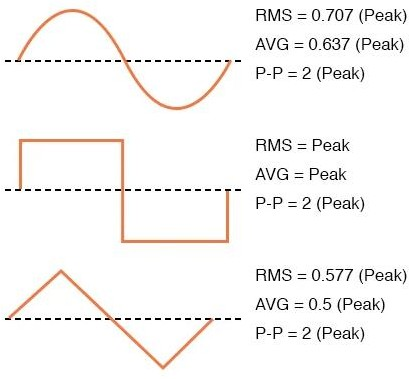 RMS = 0.707 (Peak)
AVG = 0.637 (Peak)
P-P = 2 (Peak)
RMS = Peak
AVG = Peak
P-P = 2 (Peak)
RMS = 0.577 (Peak)
AVG = 0.5 (Peak)
P-P = 2 (Peak)